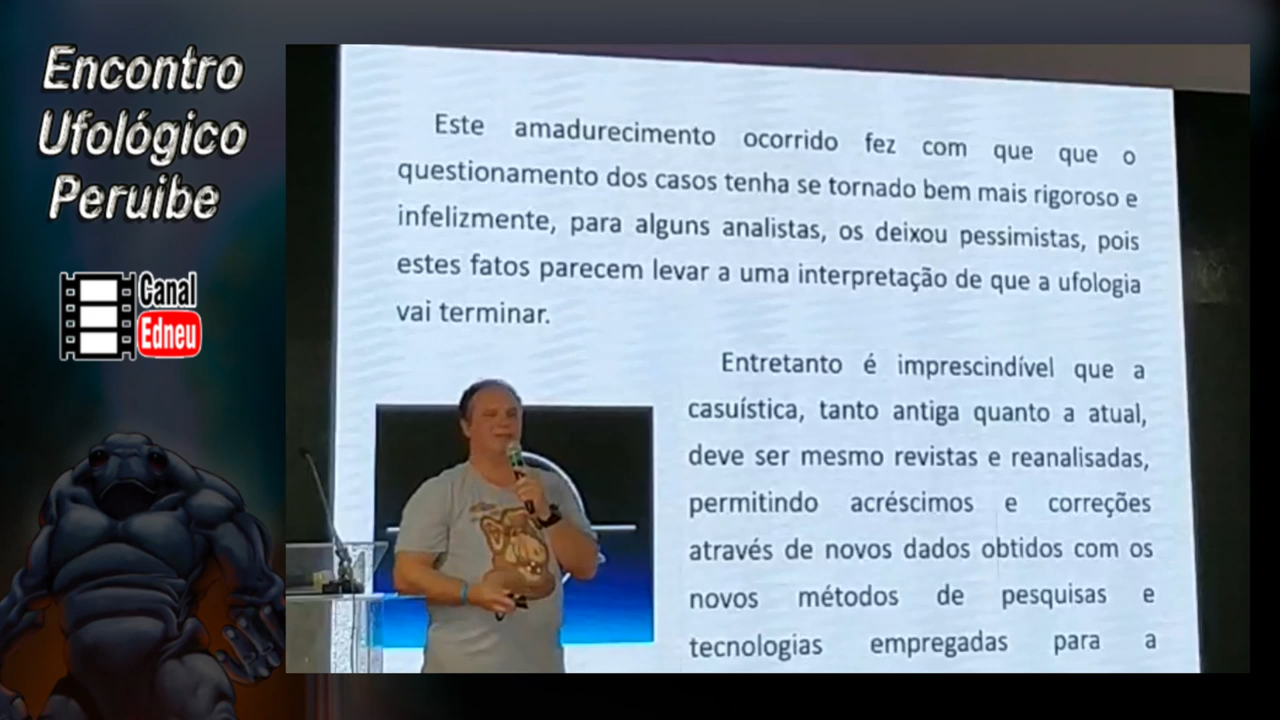 Encontro
Ufológico
Peruibe
Canal
Edneu
Este amadurecimento ocorrido fez com que que o
questionamento dos casos tenha se tornado bem mais rigoroso e
infelizmente, para alguns analistas, os deixou pessimistas, pois
estes fatos parecem levar a uma interpretação de que a ufologia
vai terminar.
Entretanto é imprescindível que a
casuística, tanto antiga quanto a atual,
deve ser mesmo revistas e reanalisadas,
permitindo acréscimos e correções
através de novos dados obtidos com os
novos métodos de pesquisas e
tecnologias empregadas para a